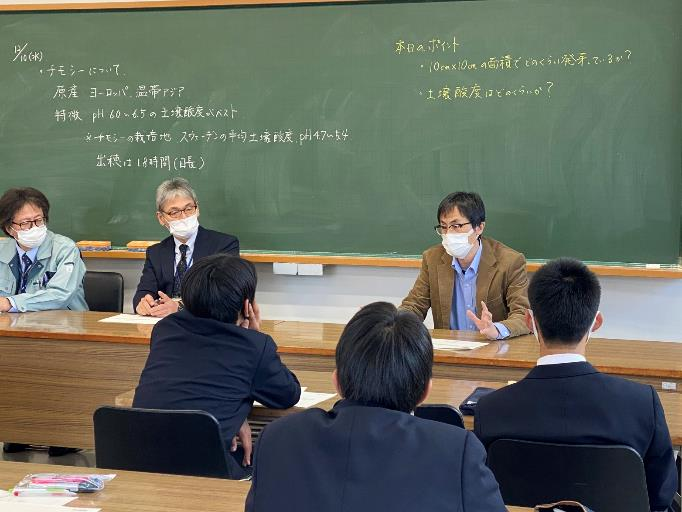 12/10(水)
・チモシーについて.
原産 ヨーロッパ、温帯アジア
特徴 pH 6.0〜6.5の土壌酸度がベスト
※チモシーの栽培地 スウェーデンの平均土壌酸度.pH4.7〜5.4
出穂は18時間(日長)
本日のポイント
・10cm×10cmの面積でどのくらい発芽しているか?
・土壌酸度はどのくらいか?